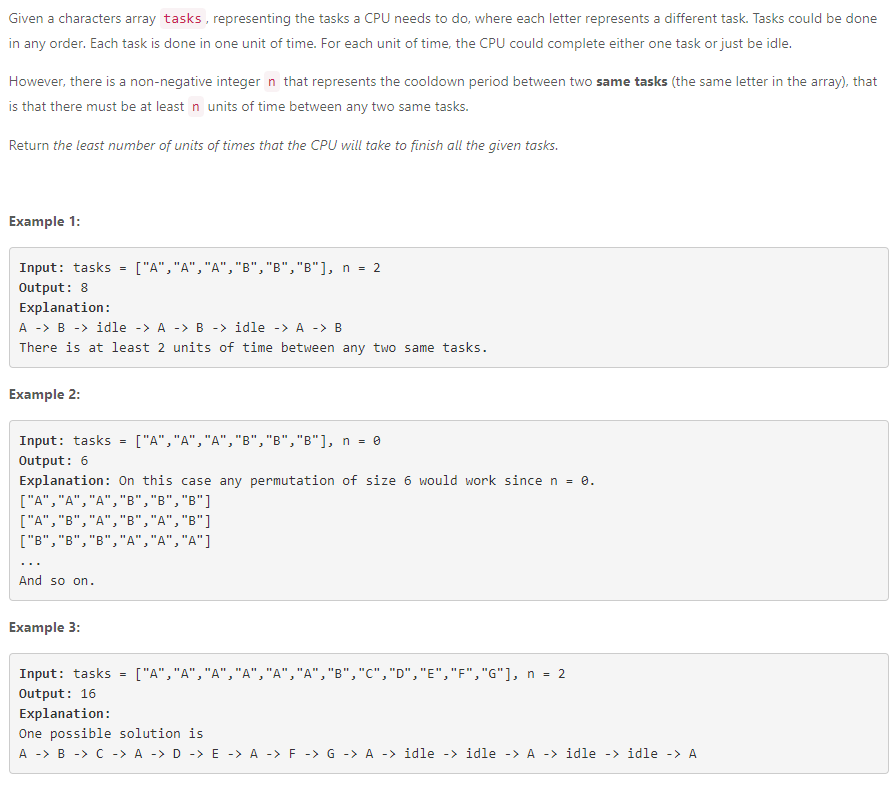 Given a characters array tasks, representing the tasks a CPU needs to do, where each letter represents a different task. Tasks could be done
in any order. Each task is done in one unit of time. For each unit of time, the CPU could complete either one task or just be idle.
However, there is a non-negative integer n that represents the cooldown period between two same tasks (the same letter in the array), that
is that there must be at least n units of time between any two same tasks.
Return the least number of units of times that the CPU will take to finish all the given tasks.
Example 1:
Input: tasks = ["A","A","A","B","B","B"], n = 2
Output: 8
Explanation:
A -> B -> idle -> A -> B -> idle -> A -> B
There is at least 2 units of time between any two same tasks.
Example 2:
Input: tasks = ["A","A","A","B","B","B"], n = 0
Output: 6
Explanation: On this case any permutation of size 6 would work since n = 0.
["A","A","A","B","B","B"]
["A","B","A","B","A","B"]
["B","B","B","A","A","A"]
...
And so on.
Example 3:
Input: tasks = ["A","A","A","A","A","A","B","C","D","E","F","G"], n = 2
Output: 16
Explanation:
One possible solution is
A -> B -> C -> A -> D -> E -> A -> F -> G -> A -> idle -> idle -> A -> idle -> idle -> A